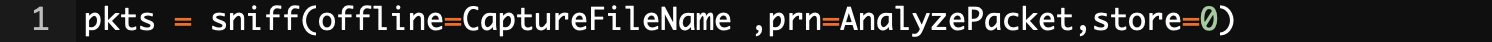 1 pkts = sniff(offline=CaptureFileName ,prn=AnalyzePacket,store=0)